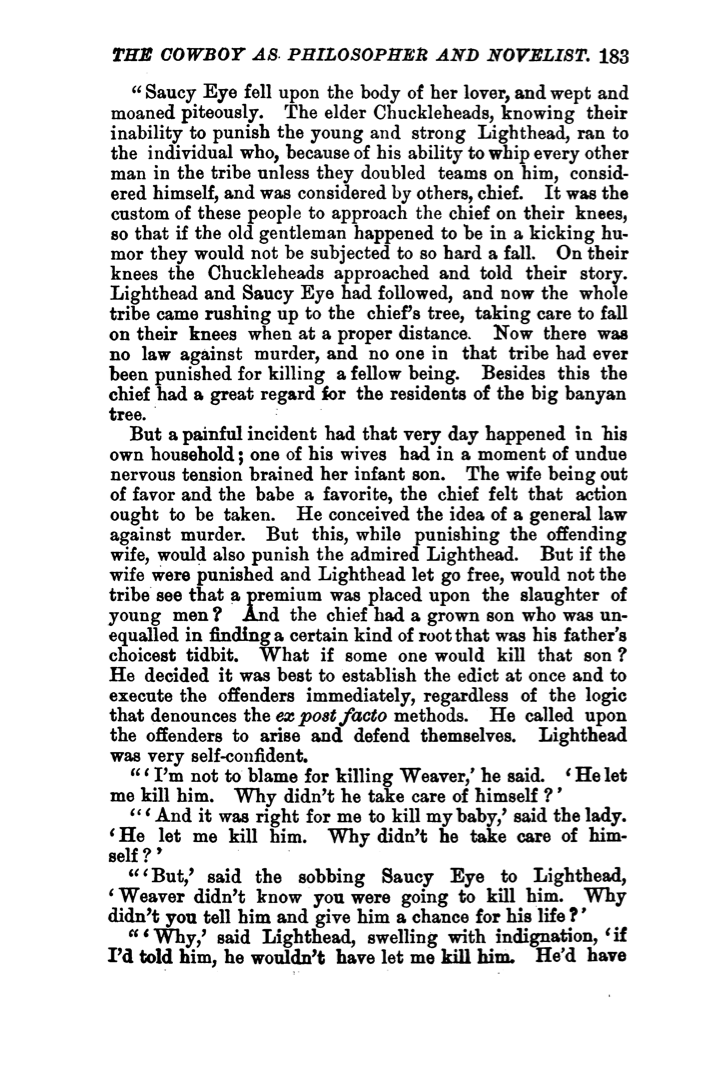 THE COWBOY AS PHILOSOPHER AND NOVELIST. 183
"Saucy Eye fell upon the body of her lover, and wept and
moaned piteously. The elder Chuckleheads, knowing their
inability to punish the young and strong Lighthead, ran to
the individual who, because of his ability to whip every other
man in the tribe unless they doubled teams on him, consid-
ered himself, and was considered by others, chief. It was the
custom of these people to approach the chief on their knees,
so that if the old gentleman happened to be in a kicking hu-
mor they would not be subjected to so hard a fall. On their
knees the Chuckleheads approached and told their story.
Lighthead and Saucy Eye had followed, and now the whole
tribe came rushing up to the chief's tree, taking care to fall
on their knees when at a proper distance. Now there was
no law against murder, and no one in that tribe had ever
been punished for killing a fellow being. Besides this the
chief had a great regard for the residents of the big banyan
tree.
But a painful incident had that very day happened in his
own household; one of his wives had in a moment of undue
nervous tension brained her infant son. The wife being out
of favor and the babe a favorite, the chief felt that action
ought to be taken. He conceived the idea of a general law
against murder. But this, while punishing the offending
wife, would also punish the admired Lighthead. But if the
wife were punished and Lighthead let go free, would not the
tribe see that a premium was placed upon the slaughter of
young men? And the chief had a grown son who was un-
equalled in finding a certain kind of root that was his father's
choicest tidbit. What if some one would kill that son?
He decided it was best to establish the edict at once and to
execute the offenders immediately, regardless of the logic
that denounces the ex post facto methods. He called upon
the offenders to arise and defend themselves. Lighthead
was very self-confident.
"'I'm not to blame for killing Weaver,' he said. 'He let
me kill him. Why didn't he take care of himself?'
"'And it was right for me to kill my baby,' said the lady.
'He let me kill him. Why didn't he take care of him-
self?'
"'But,' said the sobbing Saucy Eye to Lighthead,
'Weaver didn't know you were going to kill him. Why
didn't you tell him and give him a chance for his life?'
"'Why,' said Lighthead, swelling with indignation, 'if
I'd told him, he wouldn't have let me kill him. He'd have